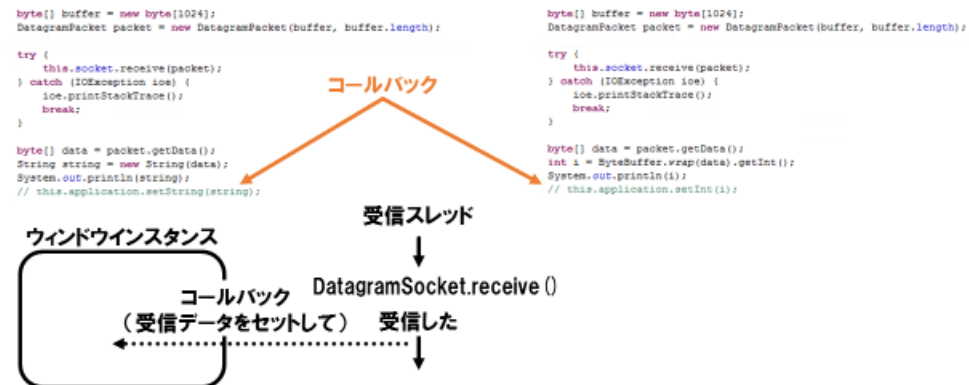 byte[] buffer = new byte[1024];
DatagramPacket packet = new DatagramPacket(buffer, buffer.length);
try {
this.socket.receive(packet);
} catch (IOException ioe) {
ioe.printStackTrace();
break;
}
byte[] data = packet.getData();
String string = new String(data);
System.out.println(string);
// this.application.setString(string);
コールバック
byte[] buffer = new byte[1024];
DatagramPacket packet = new DatagramPacket(buffer, buffer.length);
try {
this.socket.receive(packet);
} catch (IOException ioe) {
ioe.printStackTrace();
break;
}
byte[] data = packet.getData();
int i = ByteBuffer.wrap(data).getInt();
System.out.println(i);
// this.application.setInt(i);
受信スレッド
ウィンドウインスタンス
DatagramSocket.receive()
コールバック
（受信データをセットして）
受信した